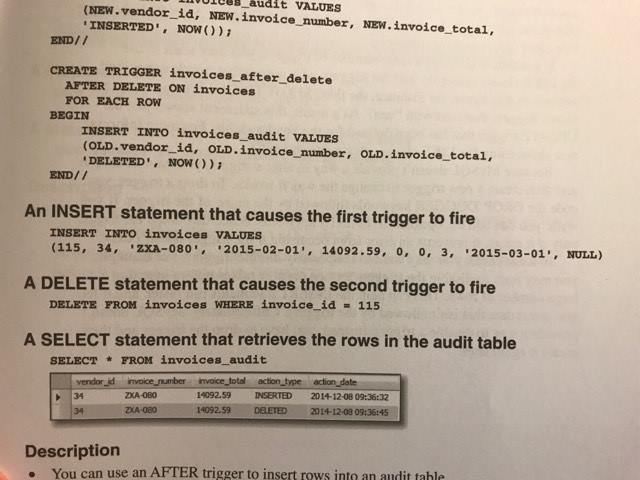 audit VALUES
(NEW.vendor_id, NEW.invoice_number, NEW.invoice_total,
'INSERTED', NOW());
END//
CREATE TRIGGER invoices_after_delete
AFTER DELETE ON invoices
FOR EACH ROW
BEGIN
INSERT INTO invoices_audit VALUES
(OLD.vendor_id, OLD.invoice_number, OLD.invoice_total,
'DELETED', NOW());
END//
An INSERT statement that causes the first trigger to fire
INSERT INTO invoices VALUES
(115, 34, 'ZXA-080', '2015-02-01', 14092.59, 0, 0, 3, '2015-03-01', NULL)
A DELETE statement that causes the second trigger to fire
DELETE FROM invoices WHERE invoice_id = 115
A SELECT statement that retrieves the rows in the audit table
SELECT * FROM invoices_audit
vendor_id invoice_number invoice_total action_type action_date
34 ZXA-080 14092.59 INSERTED 2014-12-08 09:36:32
34 ZXA-080 14092.59 DELETED 2014-12-08 09:36:45
Description
• You can use an AFTER trigger to insert rows into an audit table